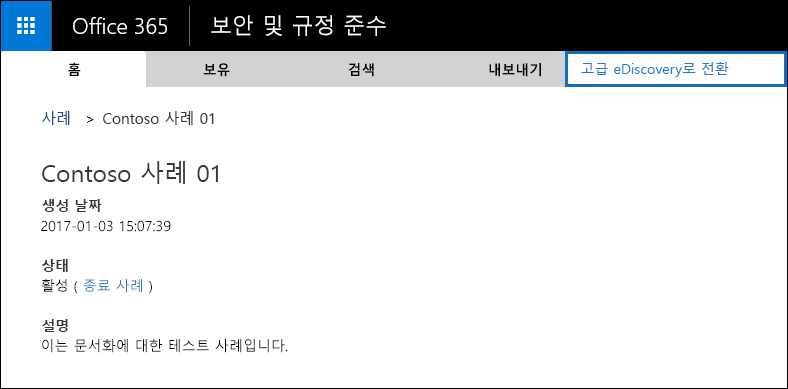 Office 365 보안 및 규정 준수
홈 보유 검색 내보내기 고급 eDiscovery로 전환
사례 > Contoso 사례 01
Contoso 사례 01
생성 날짜
2017-01-03 15:07:39
상태
활성 ( 종료 사례 )
설명
이는 문서화에 대한 테스트 사례입니다.